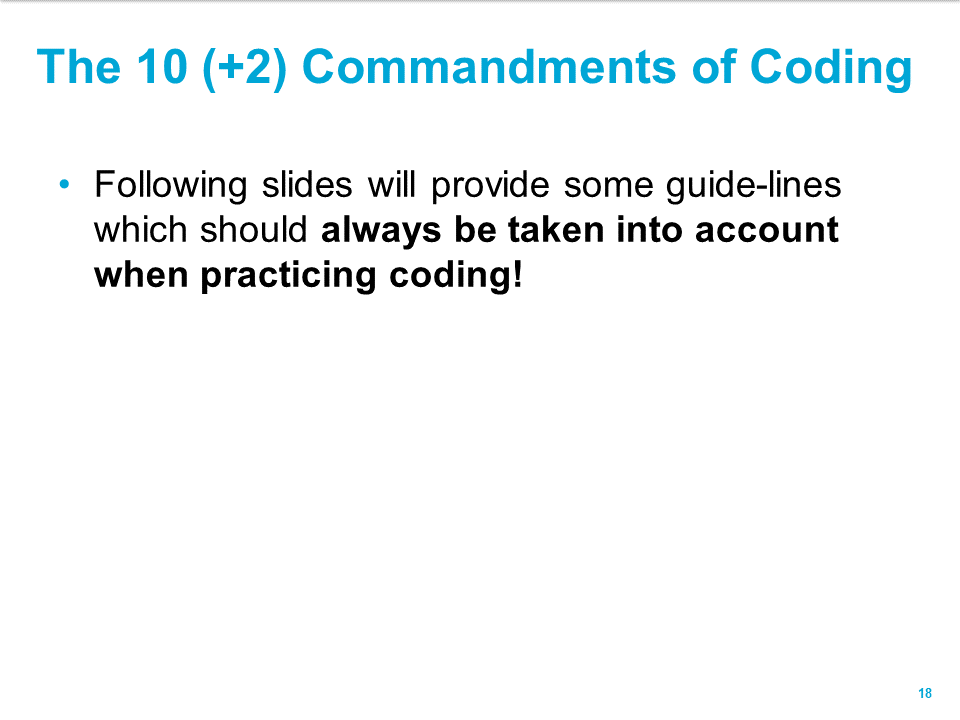 The 10 (+2) Commandments of Coding
• Following slides will provide some guide-lines
which should always be taken into account
when practicing coding!
18